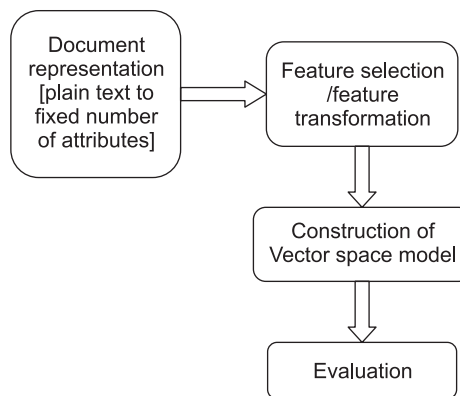 Document
representation
[plain text to
fixed number
of attributes]
Feature selection
/feature
transformation
Construction of
Vector space model
Evaluation